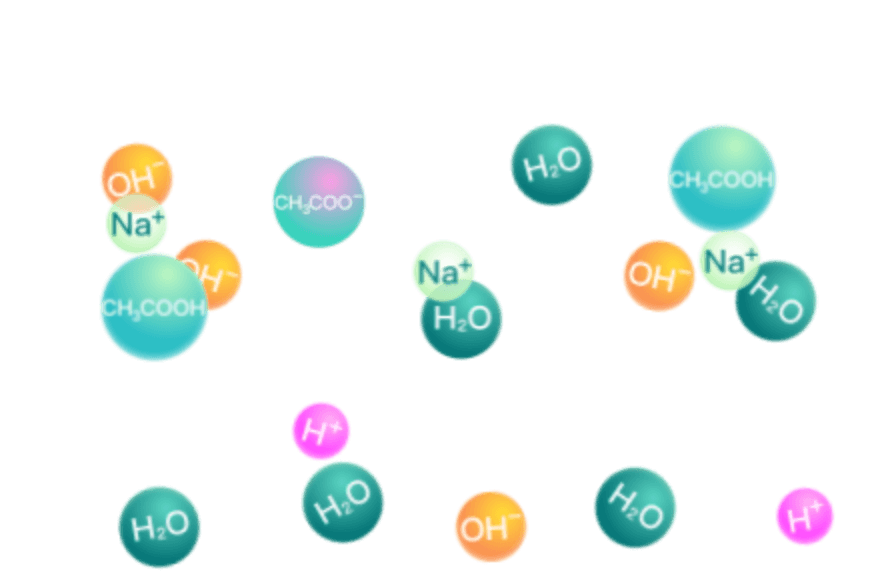 H₂O
OH⁻
CH₃COOH
CH₃COO⁻
Na⁺
OH⁻
Na⁺
OH⁻
Na⁺
H₂O
CH₃COOH
H₂O
H⁺
H₂O
H₂O
OH⁻
H₂O
H⁺